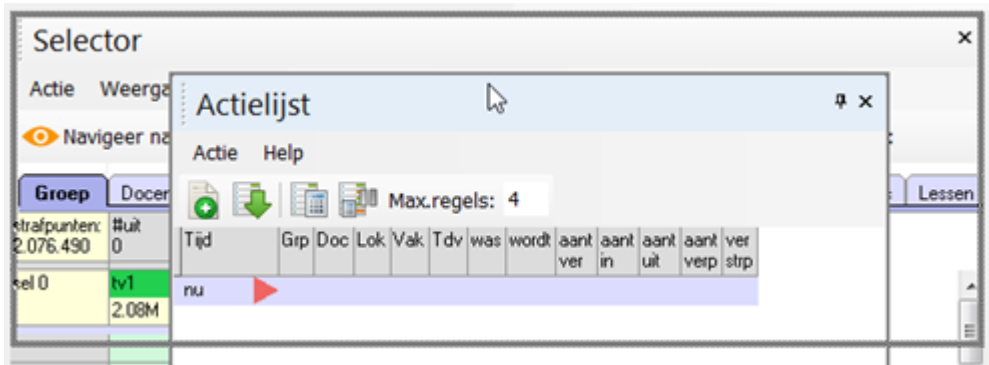 Selector
Actie Weerga
Navigeer na
Groep Docer
Lessen
strafpunten: #uit
2.076.490 0
sel 0 tv1
2.08M
Actielijst
Actie Help
Max.regels: 4
Tijd Grp Doc Lok Vak Tdv was wordt aant aant aant aant ver
ver in uit verp strp
nu